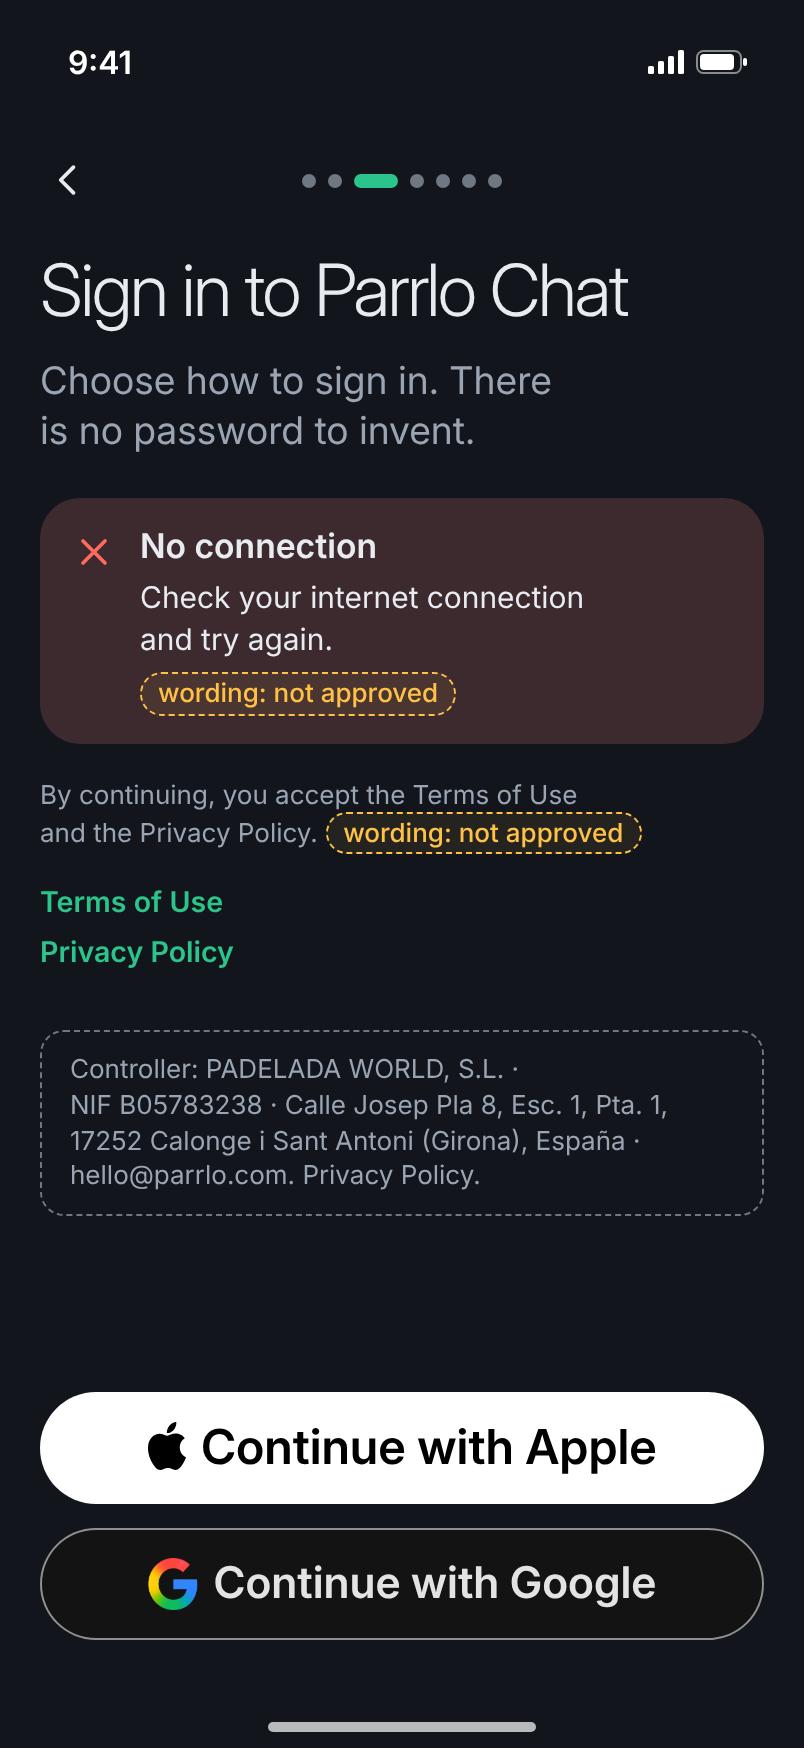 9:41
Sign in to Parrlo Chat
Choose how to sign in. There
is no password to invent.
No connection
Check your internet connection
and try again.
wording: not approved
By continuing, you accept the Terms of Use
and the Privacy Policy. wording: not approved
Terms of Use
Privacy Policy
Controller: PADELADA WORLD, S.L. ·
NIF B05783238 · Calle Josep Pla 8, Esc. 1, Pta. 1,
17252 Calonge i Sant Antoni (Girona), España ·
hello@parrlo.com. Privacy Policy.
Continue with Apple
Continue with Google